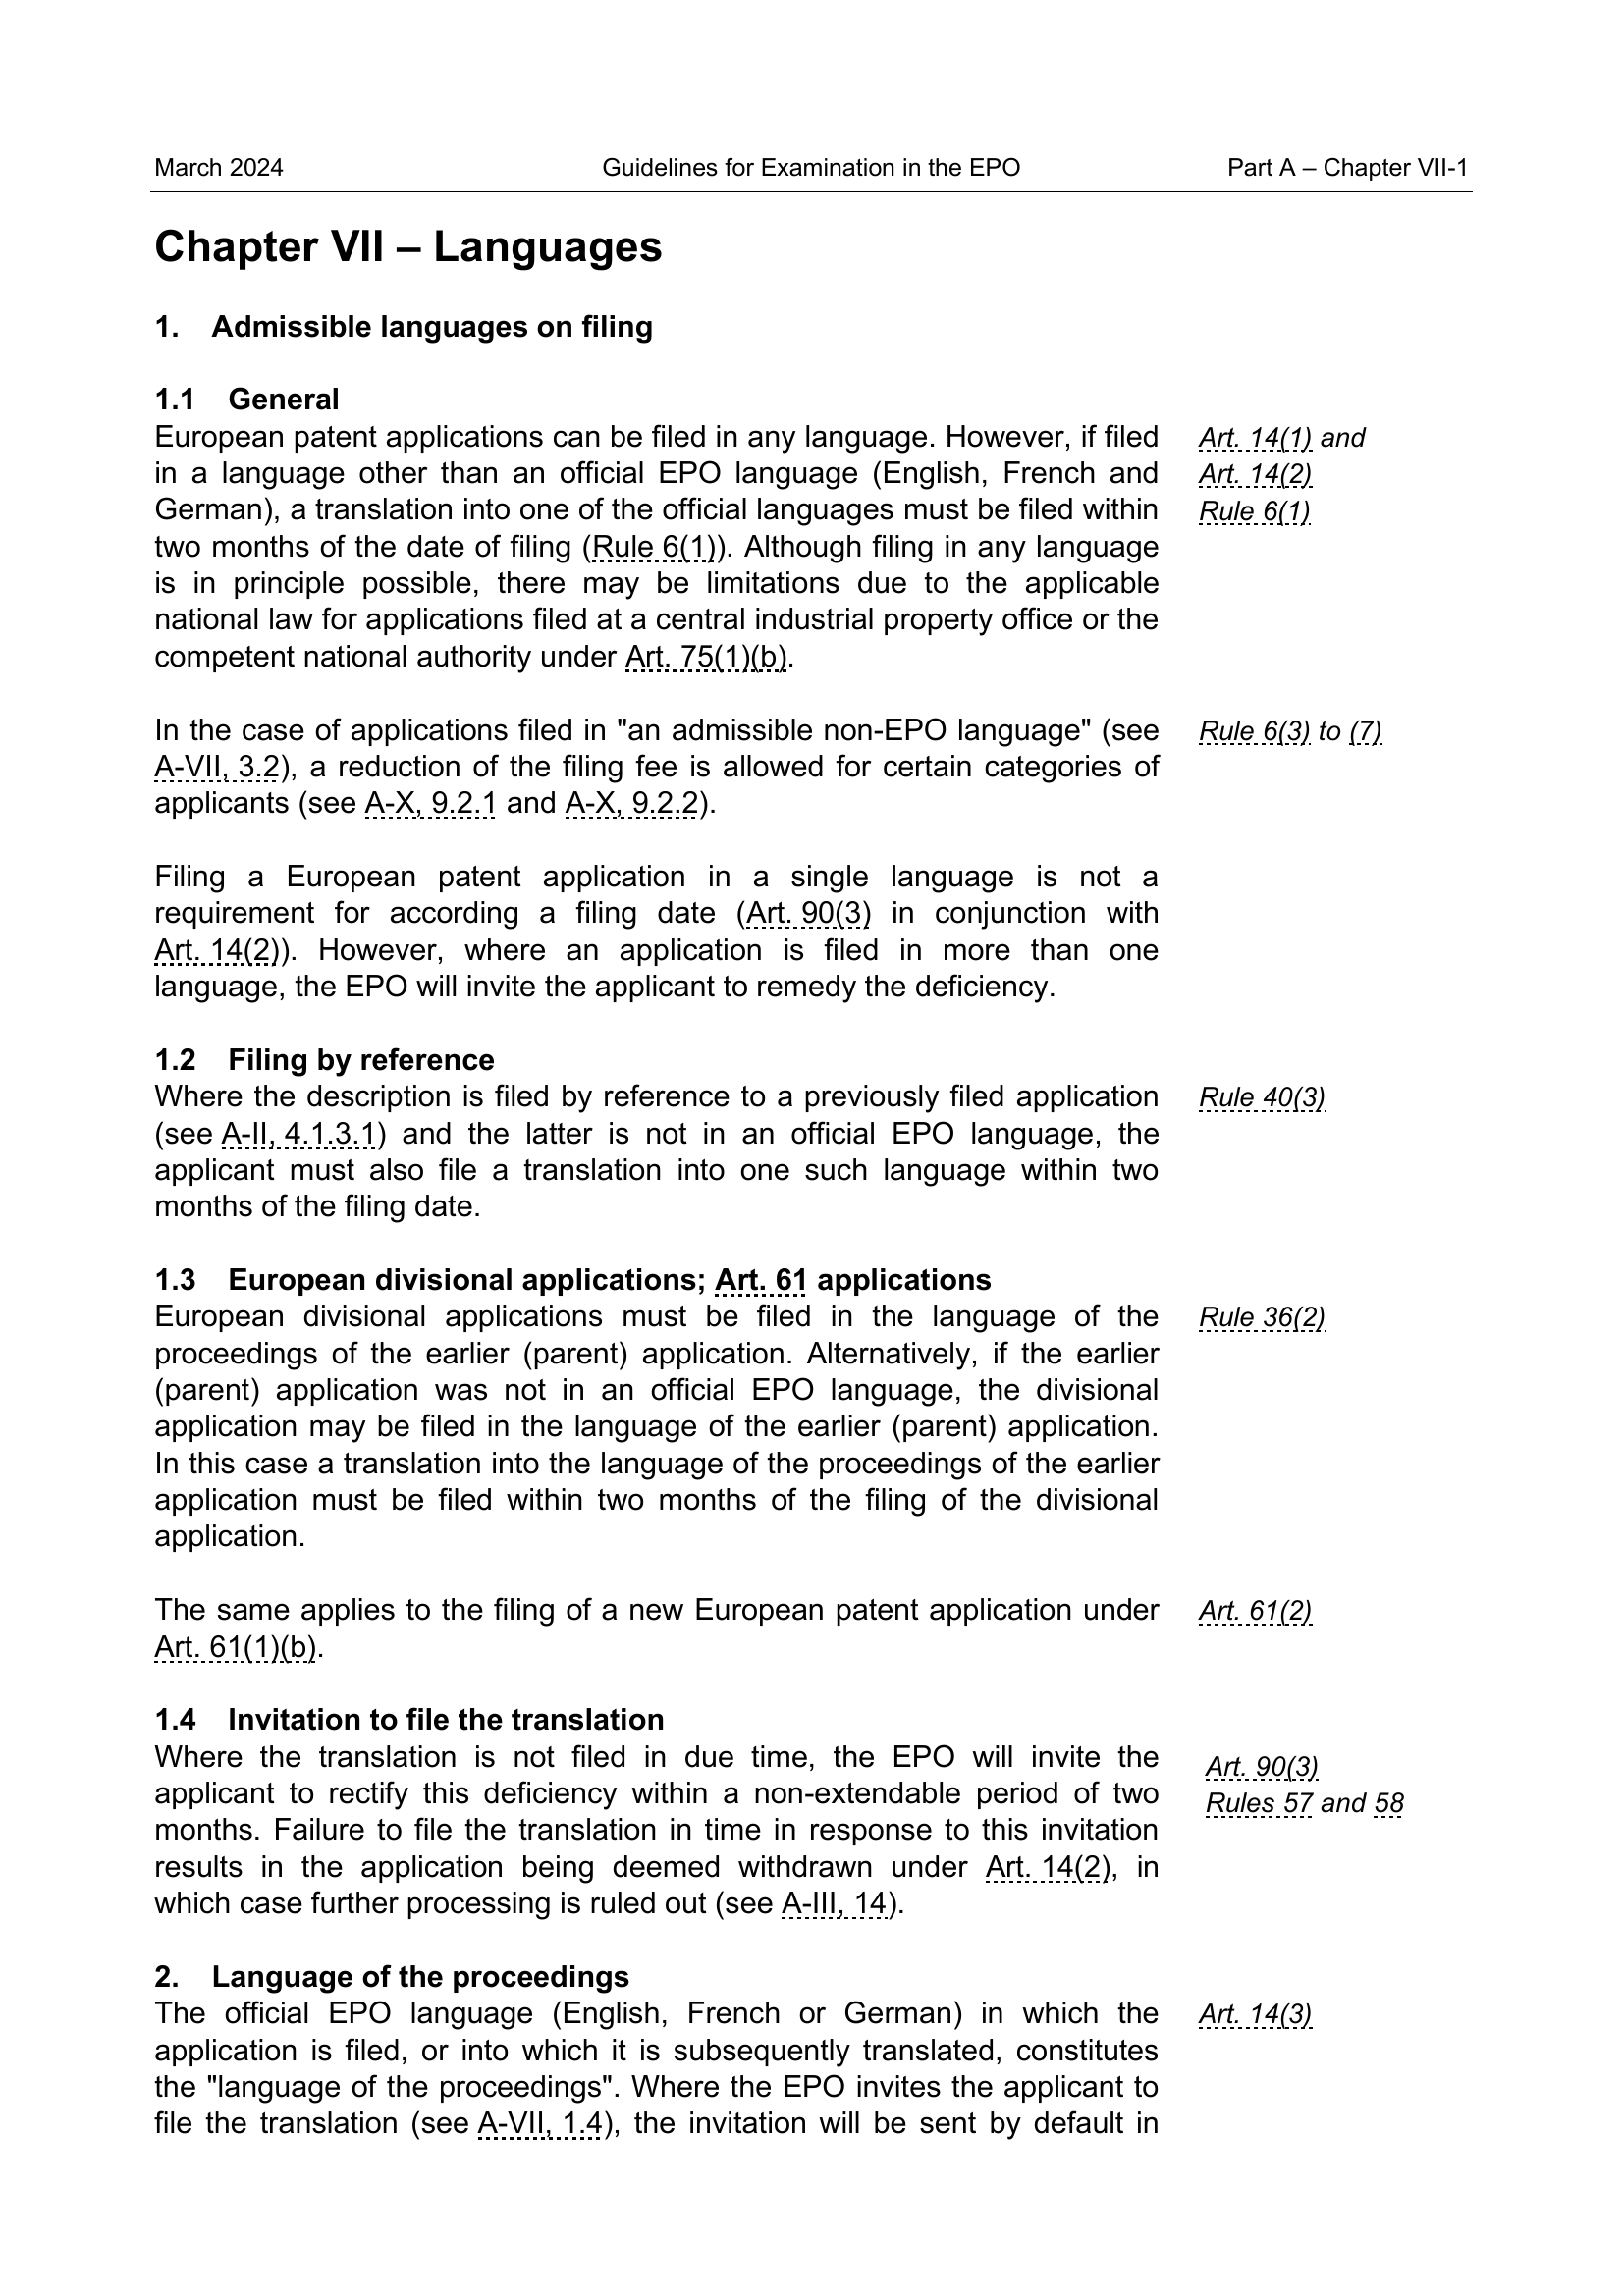 March 2024 Guidelines for Examination in the EPO Part A – Chapter VII-1
Chapter VII – Languages
1. Admissible languages on filing
1.1 General
European patent applications can be filed in any language. However, if filed
in a language other than an official EPO language (English, French and
German), a translation into one of the official languages must be filed within
two months of the date of filing (Rule 6(1)). Although filing in any language
is in principle possible, there may be limitations due to the applicable
national law for applications filed at a central industrial property office or the
competent national authority under Art. 75(1)(b).
Art. 14(1) and
Art. 14(2)
Rule 6(1)
In the case of applications filed in "an admissible non-EPO language" (see
A-VII, 3.2), a reduction of the filing fee is allowed for certain categories of
applicants (see A-X, 9.2.1 and A-X, 9.2.2).
Rule 6(3) to (7)
Filing a European patent application in a single language is not a
requirement for according a filing date (Art. 90(3) in conjunction with
Art. 14(2)). However, where an application is filed in more than one
language, the EPO will invite the applicant to remedy the deficiency.
1.2 Filing by reference
Where the description is filed by reference to a previously filed application
(see A-II, 4.1.3.1) and the latter is not in an official EPO language, the
applicant must also file a translation into one such language within two
months of the filing date.
Rule 40(3)
1.3 European divisional applications; Art. 61 applications
European divisional applications must be filed in the language of the
proceedings of the earlier (parent) application. Alternatively, if the earlier
(parent) application was not in an official EPO language, the divisional
application may be filed in the language of the earlier (parent) application.
In this case a translation into the language of the proceedings of the earlier
application must be filed within two months of the filing of the divisional
application.
Rule 36(2)
The same applies to the filing of a new European patent application under
Art. 61(1)(b).
Art. 61(2)
1.4 Invitation to file the translation
Where the translation is not filed in due time, the EPO will invite the
applicant to rectify this deficiency within a non-extendable period of two
months. Failure to file the translation in time in response to this invitation
results in the application being deemed withdrawn under Art. 14(2), in
which case further processing is ruled out (see A-III, 14).
Art. 90(3)
Rules 57 and 58
2. Language of the proceedings
The official EPO language (English, French or German) in which the
application is filed, or into which it is subsequently translated, constitutes
the "language of the proceedings". Where the EPO invites the applicant to
file the translation (see A-VII, 1.4), the invitation will be sent by default in
Art. 14(3)